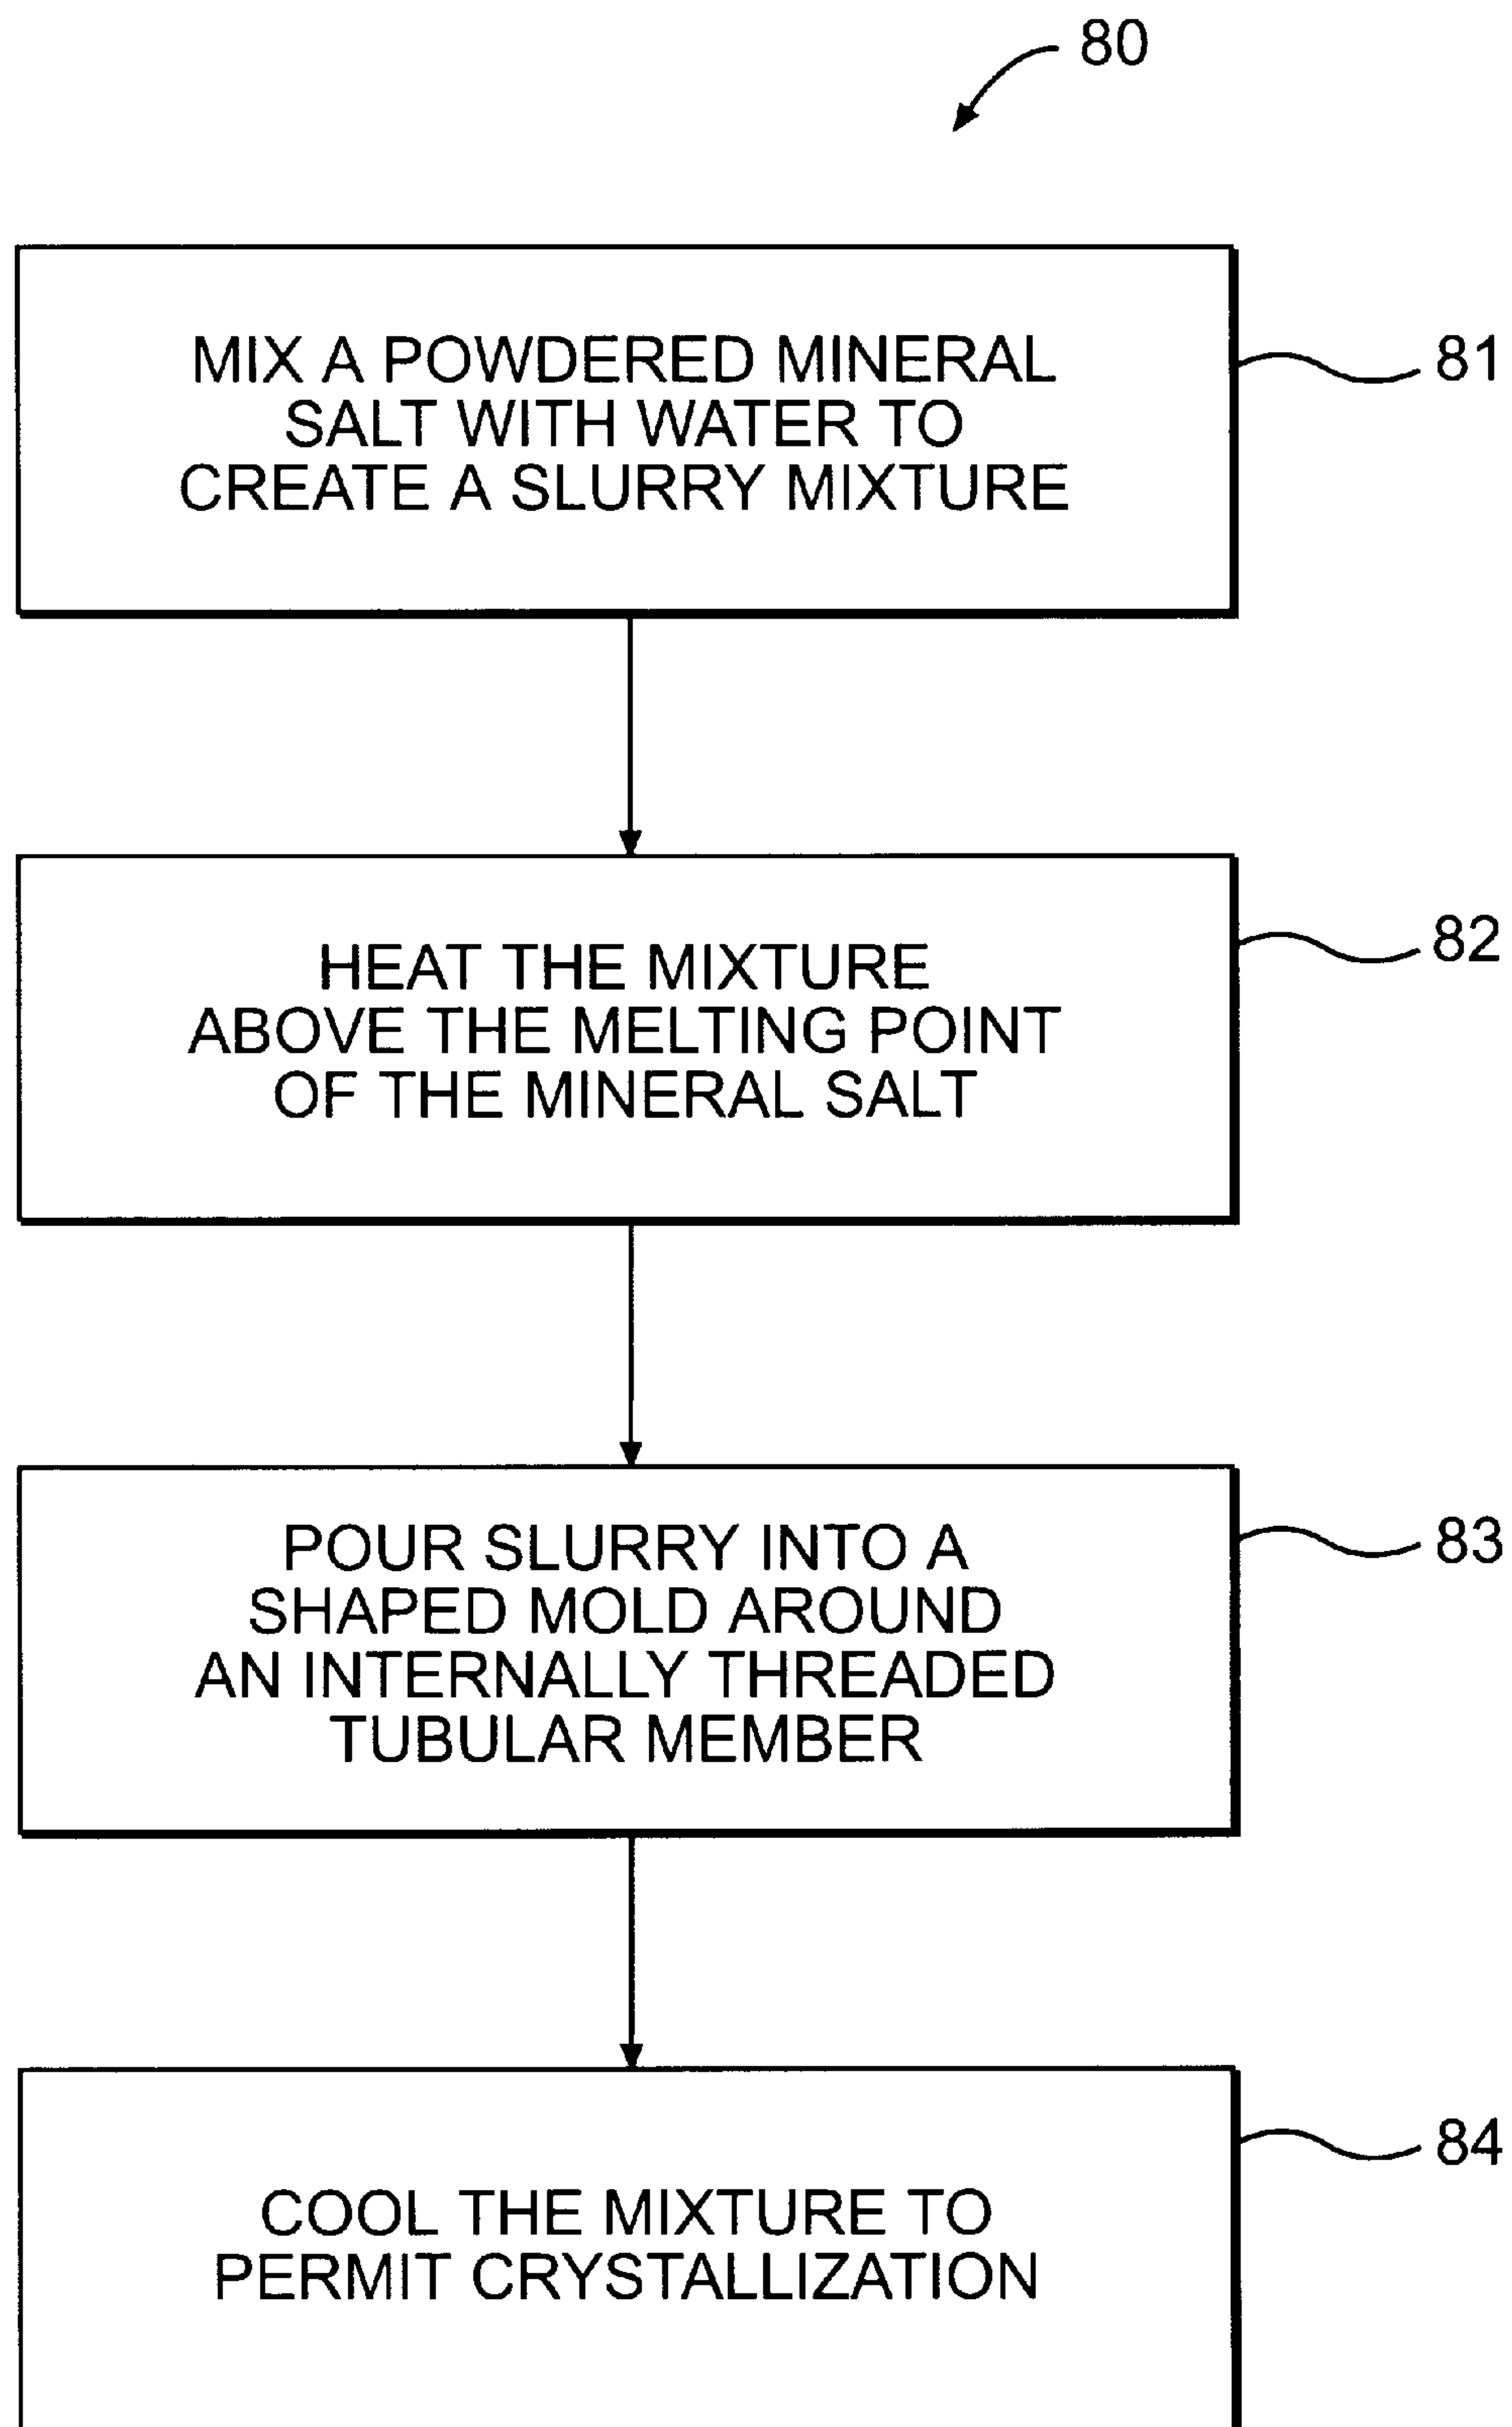 80
MIX A POWDERED MINERAL
SALT WITH WATER TO
CREATE A SLURRY MIXTURE
81
HEAT THE MIXTURE
ABOVE THE MELTING POINT
OF THE MINERAL SALT
82
POUR SLURRY INTO A
SHAPED MOLD AROUND
AN INTERNALLY THREADED
TUBULAR MEMBER
83
COOL THE MIXTURE TO
PERMIT CRYSTALLIZATION
84